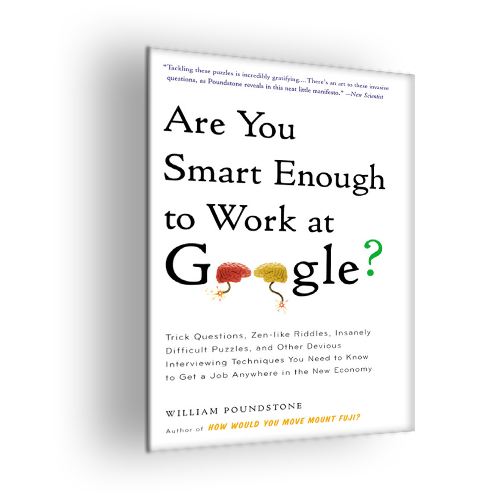 "Tackling these puzzles is incredibly gratifying....There's an art to these invasive
questions, as Poundstone reveals in this neat little manifesto." —New Scientist
Are You
Smart Enough
to Work at
Google?
Trick Questions, Zen-like Riddles, Insanely
Difficult Puzzles, and Other Devious
Interviewing Techniques You Need to Know
to Get a Job Anywhere in the New Economy
WILLIAM POUNDSTONE
Author of HOW WOULD YOU MOVE MOUNT FUJI?